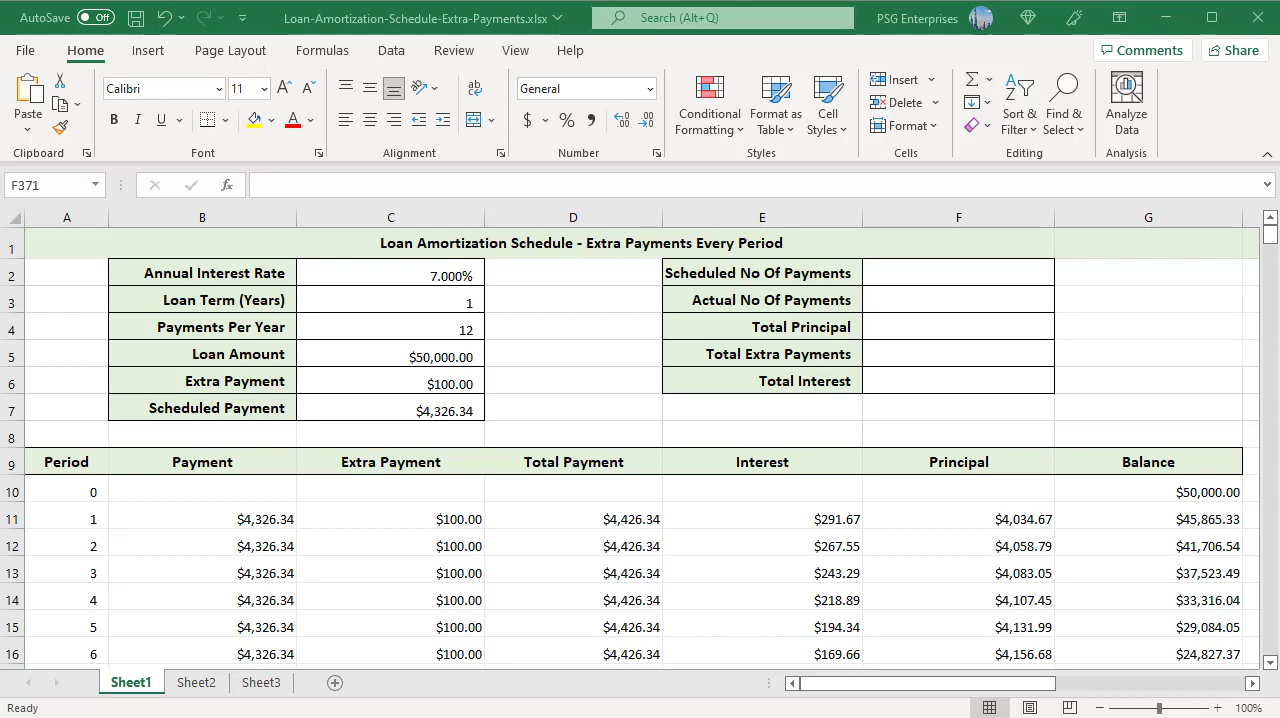 AutoSave Off Loan-Amortization-Schedule-Extra-Payments.xlsx Search (Alt+Q) PSG Enterprises
File Home Insert Page Layout Formulas Data Review View Help Comments Share
Paste
Clipboard
Calibri 11
B I U A
Font
ab
Alignment
General
$ % 9
Number
Conditional Formatting
Format as Table
Cell Styles
Styles
Insert
Delete
Format
Cells
Sort & Filter
Find & Select
Editing
Analyze Data
Analysis
F371 fx
A B C D E F G
1 Loan Amortization Schedule - Extra Payments Every Period
2 Annual Interest Rate 7.000% Scheduled No Of Payments
3 Loan Term (Years) 1 Actual No Of Payments
4 Payments Per Year 12 Total Principal
5 Loan Amount $50,000.00 Total Extra Payments
6 Extra Payment $100.00 Total Interest
7 Scheduled Payment $4,326.34
8
9 Period Payment Extra Payment Total Payment Interest Principal Balance
10 0 $50,000.00
11 1 $4,326.34 $100.00 $4,426.34 $291.67 $4,034.67 $45,865.33
12 2 $4,326.34 $100.00 $4,426.34 $267.55 $4,058.79 $41,706.54
13 3 $4,326.34 $100.00 $4,426.34 $243.29 $4,083.05 $37,523.49
14 4 $4,326.34 $100.00 $4,426.34 $218.89 $4,107.45 $33,316.04
15 5 $4,326.34 $100.00 $4,426.34 $194.34 $4,131.99 $29,084.05
16 6 $4,326.34 $100.00 $4,426.34 $169.66 $4,156.68 $24,827.37
Sheet1 Sheet2 Sheet3
Ready 100%